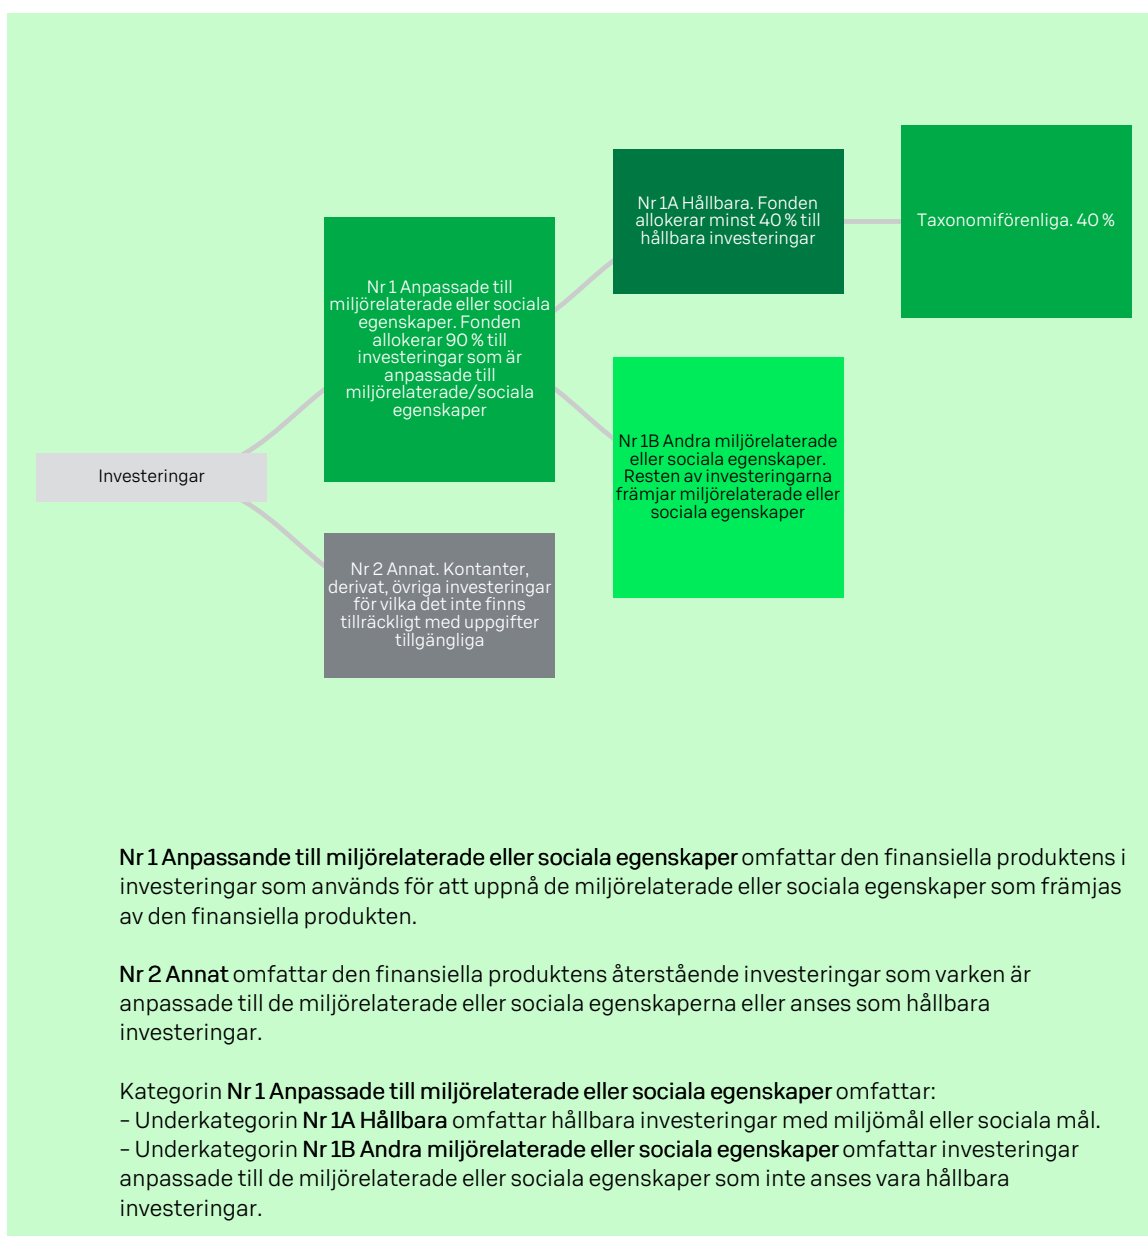 Nr 1A Hållbara. Fonden
allokerar minst 40 % till
hållbara investeringar
Taxonomiförenliga. 40 %
Nr 1 Anpassade till
miljörelaterade eller sociala
egenskaper. Fonden
allokerar 90 % till
investeringar som är
anpassade till
miljörelaterade/sociala
egenskaper
Nr 1B Andra miljörelaterade
eller sociala egenskaper.
Resten av investeringarna
främjar miljörelaterade eller
sociala egenskaper
Investeringar
Nr 2 Annat. Kontanter,
derivat, övriga investeringar
för vilka det inte finns
tillräckligt med uppgifter
tillgängliga
Nr 1 Anpassande till miljörelaterade eller sociala egenskaper omfattar den finansiella produktens i
investeringar som används för att uppnå de miljörelaterade eller sociala egenskaper som främjas
av den finansiella produkten.
Nr 2 Annat omfattar den finansiella produktens återstående investeringar som varken är
anpassade till de miljörelaterade eller sociala egenskaperna eller anses som hållbara
investeringar.
Kategorin Nr 1 Anpassade till miljörelaterade eller sociala egenskaper omfattar:
- Underkategorin Nr 1A Hållbara omfattar hållbara investeringar med miljömål eller sociala mål.
- Underkategorin Nr 1B Andra miljörelaterade eller sociala egenskaper omfattar investeringar
anpassade till de miljörelaterade eller sociala egenskaper som inte anses vara hållbara
investeringar.